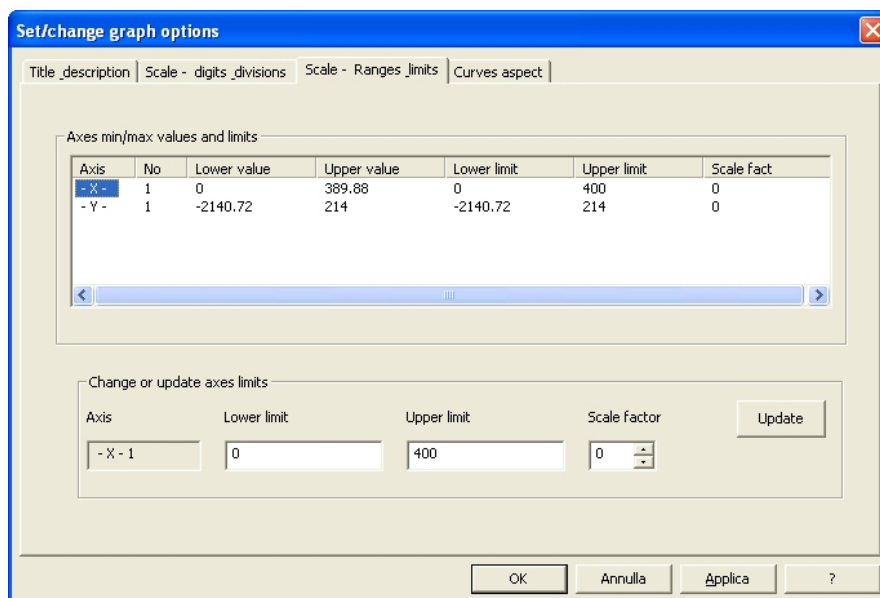 Set/change graph options
Title _description Scale - digits _divisions Scale - Ranges _limits Curves aspect
Axes min/max values and limits
Axis No Lower value Upper value Lower limit Upper limit Scale fact
- X - 1 0 389.88 0 400 0
- Y - 1 -2140.72 214 -2140.72 214 0
Change or update axes limits
Axis Lower limit Upper limit Scale factor
- X - 1 0 400 0 Update
OK Annulla Applica ?